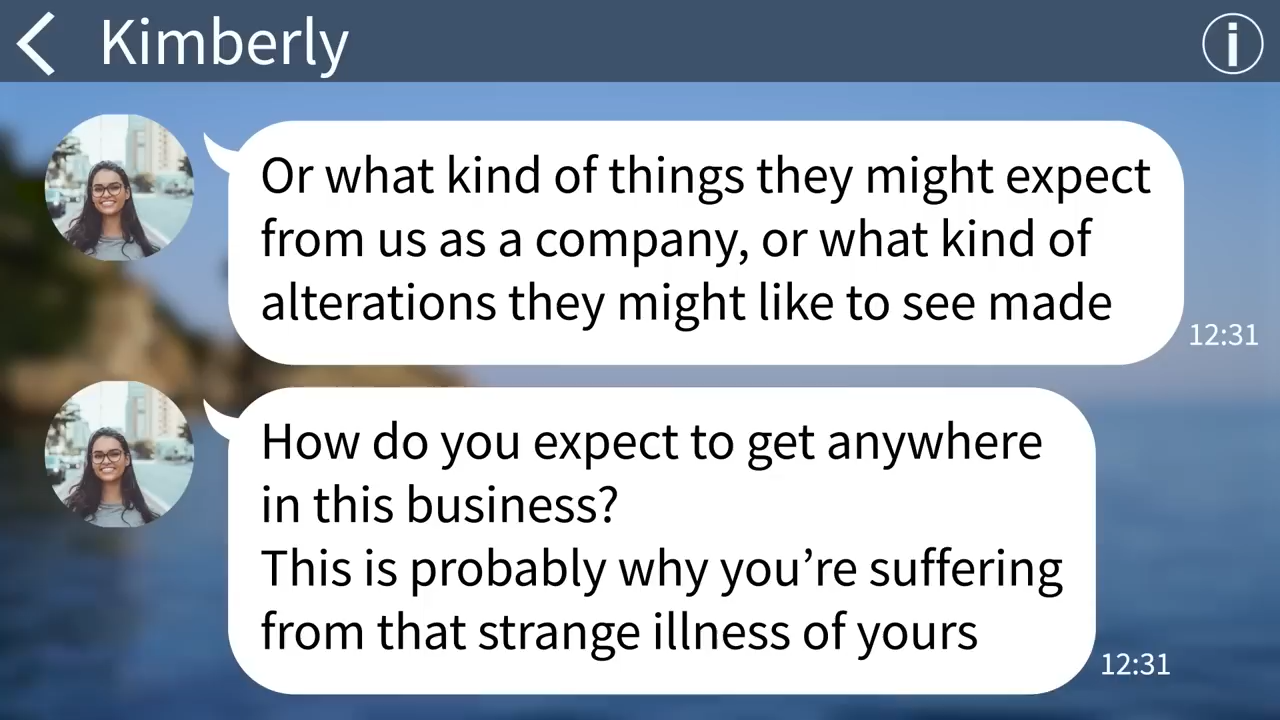 Kimberly
Or what kind of things they might expect
from us as a company, or what kind of
alterations they might like to see made
12:31
How do you expect to get anywhere
in this business?
This is probably why you’re suffering
from that strange illness of yours
12:31